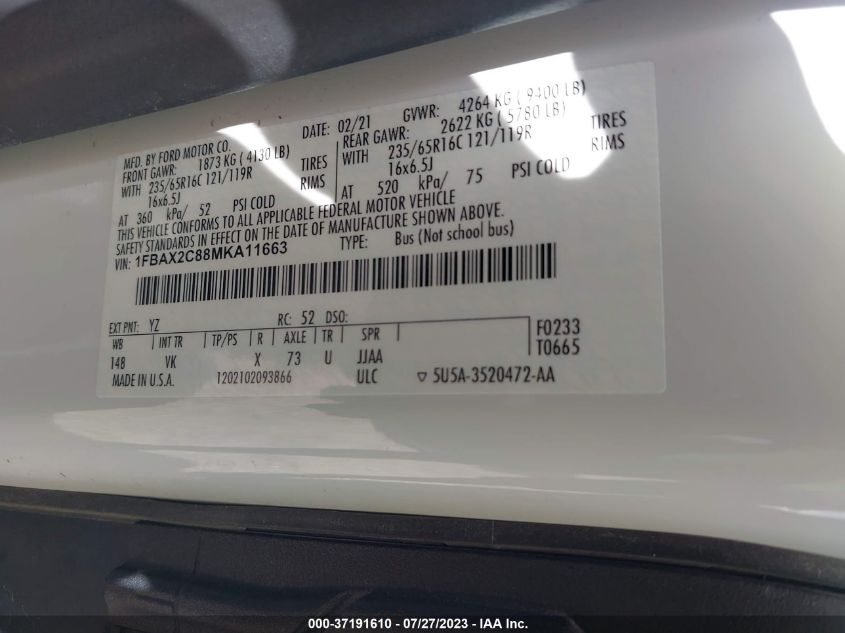 MFD. BY FORD MOTOR CO. DATE: 02/21 GVWR: 4264 KG ( 9400 LB)
FRONT GAWR: 1873 KG ( 4130 LB) REAR GAWR: 2622 KG ( 5780 LB)
WITH 235/65R16C 121/119R TIRES WITH 235/65R16C 121/119R TIRES
16x6.5J RIMS 16x6.5J RIMS
AT 360 kPa/ 52 PSI COLD AT 520 kPa/ 75 PSI COLD
THIS VEHICLE CONFORMS TO ALL APPLICABLE FEDERAL MOTOR VEHICLE
SAFETY STANDARDS IN EFFECT ON THE DATE OF MANUFACTURE SHOWN ABOVE.
VIN: 1FBAX2C88MKA11663 TYPE: Bus (Not school bus)
EXT PNT: YZ RC: 52 DSO:
WB INT TR TP/PS R AXLE TR SPR F0233
148 VK X 73 U JJAA T0665
MADE IN U.S.A. 1202102093866 ULC ▽ 5U5A-3520472-AA
000-37191610 / 07/27/2023 - IAA Inc.